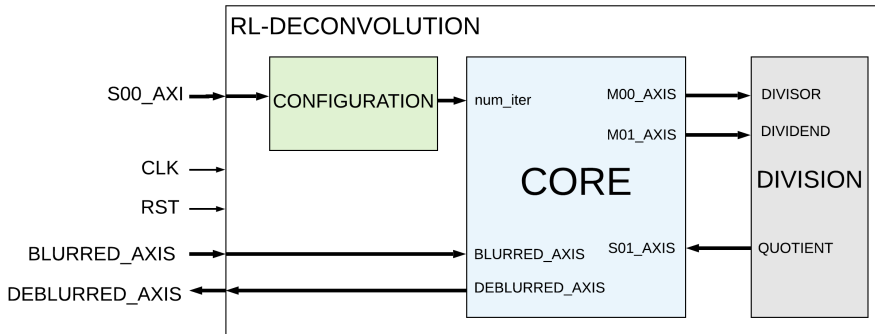 RL-DECONVOLUTION
S00_AXI
CONFIGURATION
num_iter
M00_AXIS
DIVISOR
M01_AXIS
DIVIDEND
CLK
CORE
DIVISION
RST
BLURRED_AXIS
BLURRED_AXIS
S01_AXIS
QUOTIENT
DEBLURRED_AXIS
DEBLURRED_AXIS